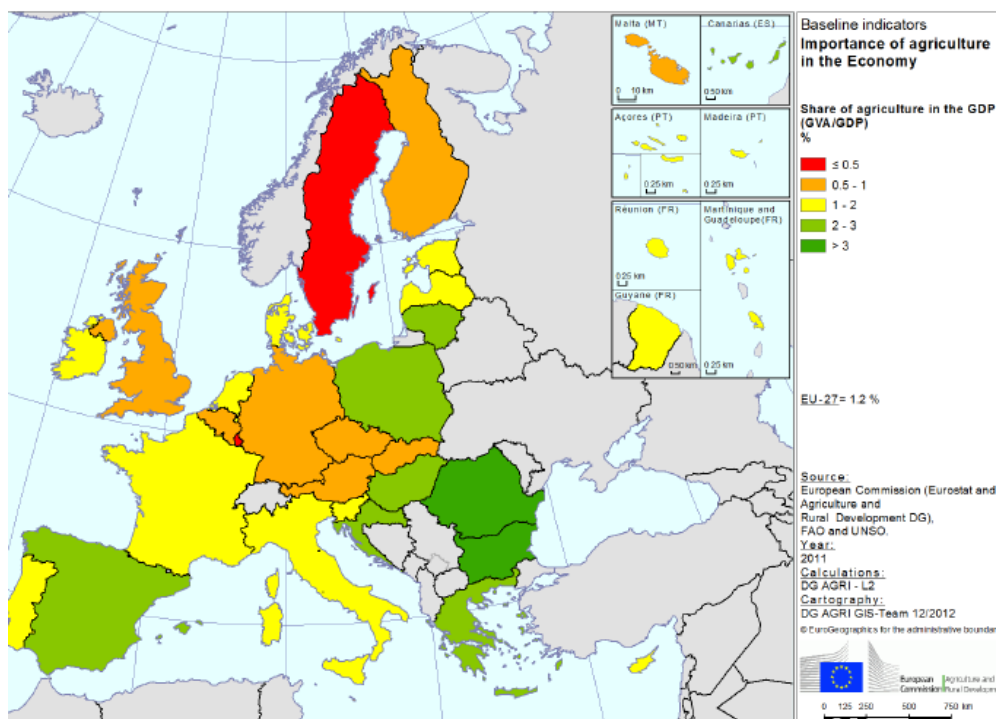 Malta (MT)
0 10 km
Canarias (ES)
0 50 km
Açores (PT)
0 25 km
Madeira (PT)
0 25 km
Réunion (FR)
0 25 km
Martinique and
Guadeloupe(FR)
0 25 km
Guyane (FR)
0 50 km
Baseline indicators
Importance of agriculture
in the Economy
Share of agriculture in the GDP
(GVA/GDP)
%
≤ 0.5
0.5 - 1
1 - 2
2 - 3
> 3
EU-27= 1.2 %
Source:
European Commission (Eurostat and
Agriculture and
Rural Development DG),
FAO and UNSO.
Year:
2011
Calculations:
DG AGRI - L2
Cartography:
DG AGRI GIS-Team 12/2012
© EuroGeographics for the administrative boundar
European
Commission
Agriculture and
Rural Developm
0 125 250 500 750 km